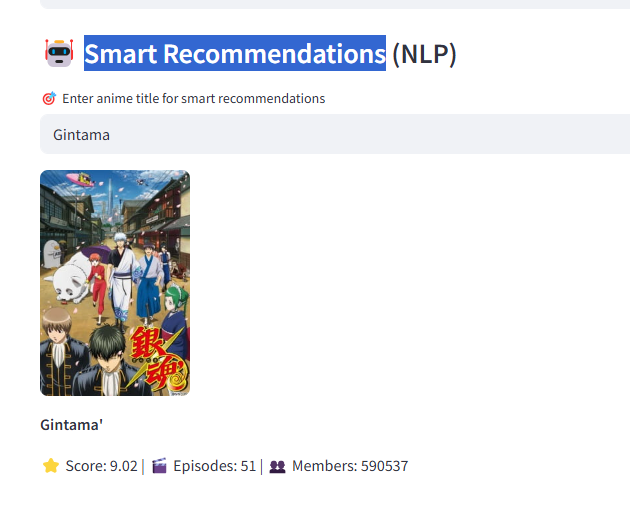 Smart Recommendations (NLP)
Enter anime title for smart recommendations
Gintama
銀
魂
Gintama'
Score: 9.02 | Episodes: 51 | Members: 590537